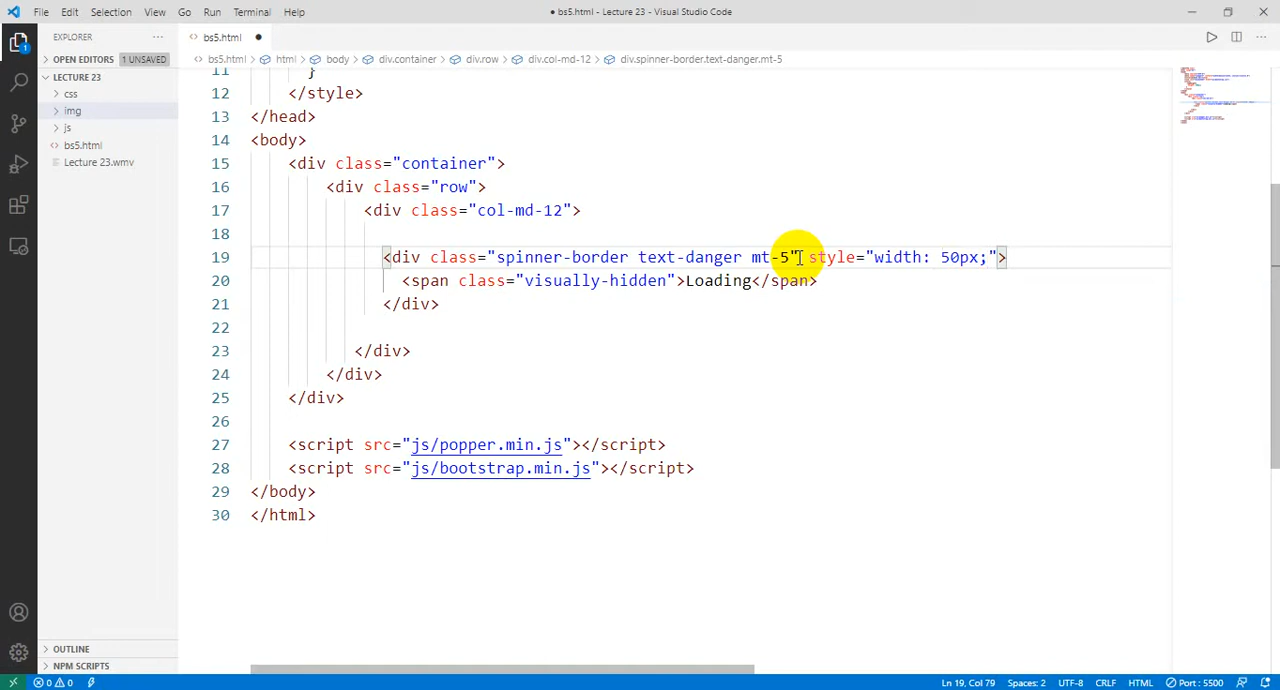 File Edit Selection View Go Run Terminal Help
● bs5.html - Lecture 23 - Visual Studio Code
EXPLORER ...
<> bs5.html ●
OPEN EDITORS 1 UNSAVED
<> bs5.html > html > body > div.container > div.row > div.col-md-12 > div.spinner-border.text-danger.mt-5
LECTURE 23
css
img
js
<> bs5.html
Lecture 23.wmv
11 }
12 </style>
13 </head>
14 <body>
15 <div class="container">
16 <div class="row">
17 <div class="col-md-12">
18
19 <div class="spinner-border text-danger mt-5" style="width: 50px;">
20 <span class="visually-hidden">Loading</span>
21 </div>
22
23 </div>
24 </div>
25 </div>
26
27 <script src="js/popper.min.js"></script>
28 <script src="js/bootstrap.min.js"></script>
29 </body>
30 </html>
OUTLINE
NPM SCRIPTS
0 0 Ln 19, Col 79 Spaces: 2 UTF-8 CRLF HTML Port : 5500